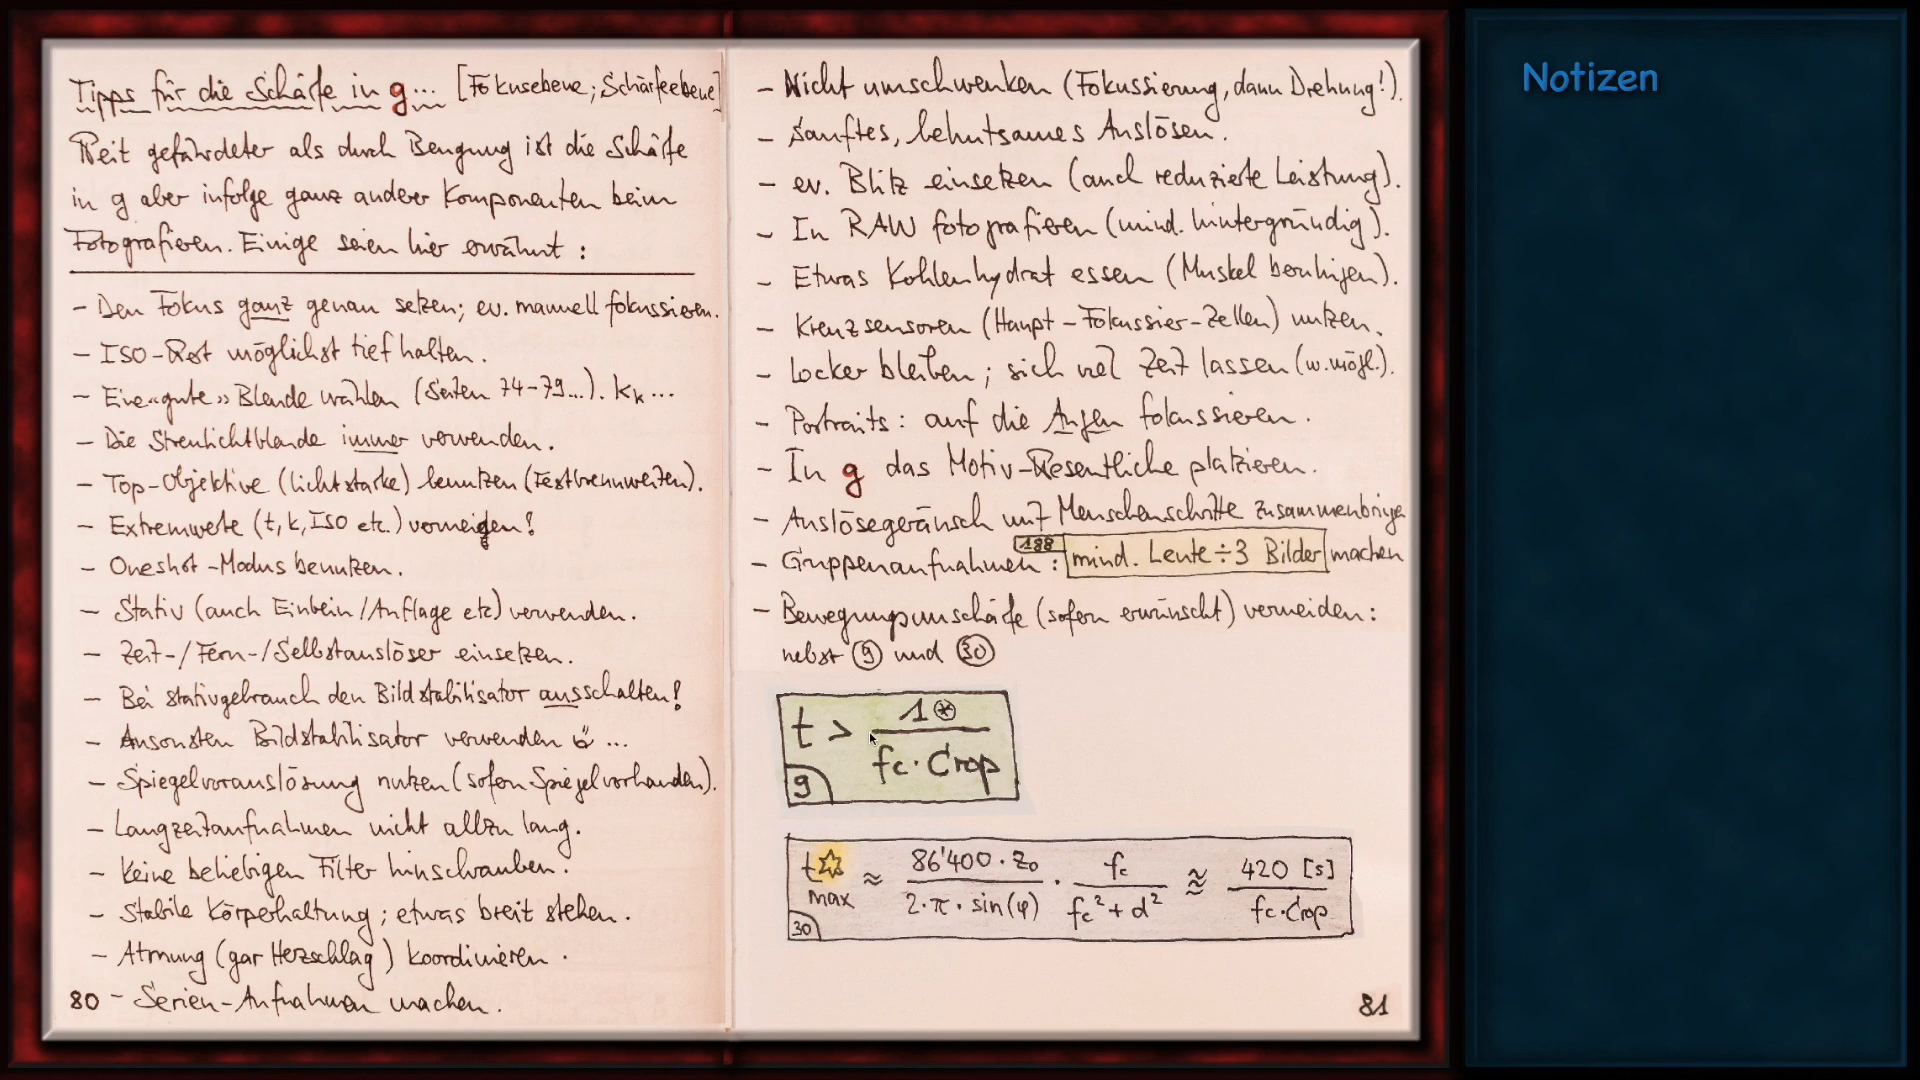 Tipps für die Schärfe in g... [Fokusebene; Schärfeebene]
Weit gefährdeter als durch Beugung ist die Schärfe
in g aber infolge ganz anderer Komponenten beim
Fotografieren. Einige seien hier erwähnt :
- Den Fokus ganz genau setzen; ev. manuell fokussieren.
- ISO-Wert möglichst tief halten.
- Eine «gute» Blende wählen (Seiten 74-79...). kk ...
- Die Streulichtblende immer verwenden.
- Top-Objektive (lichtstarke) benutzen (Festbrennweiten).
- Extremwerte (t, k, Iso etc.) vermeiden!
- Oneshot-Modus benutzen.
- Stativ (auch Einbein/Auflage etc) verwenden.
- Zeit-/Fern-/Selbstauslöser einsetzen.
- Bei Stativgebrauch den Bildstabilisator ausschalten!
- Ansonsten Bildstabilisator verwenden ...
- Spiegelvorauslösung nutzen (sofern Spiegel vorhanden).
- Langzeitaufnahmen nicht allzu lang.
- Keine beliebigen Filter hinschrauben.
- Stabile Körperhaltung; etwas breit stehen.
- Atmung (gar Herzschlag) koordinieren.
80 - Serien-Aufnahmen machen.
- Nicht umschwenken (Fokussierung, dann Drehung!).
- Sanftes, behutsames Auslösen.
- ev. Blitz einsetzen (auch reduzierte Leistung).
- In RAW fotografieren (mind. hintergründig).
- Etwas Kohlenhydrat essen (Muskel beruhigen).
- Kreuzsensoren (Haupt-Fokussier-Zellen) nutzen.
- Locker bleiben; sich viel Zeit lassen (w.mögl.).
- Portraits: auf die Augen fokussieren.
- In g das Motiv-Wesentliche platzieren.
- Auslösegeräusch mit Menschenschritte zusammenbringen
- Gruppenaufnahmen : 188 mind. Leute ÷ 3 Bilder machen
- Bewegungsunschärfe (sofern erwünscht) vermeiden:
nebst 9 und 30
t > 1⊛ / fc · Crop
9
t☆ max ≈ 86'400 · Z0 / 2·π·sin(φ) · fc / fc² + d² ≈ 420 [s] / fc·Crop
30
81
Notizen